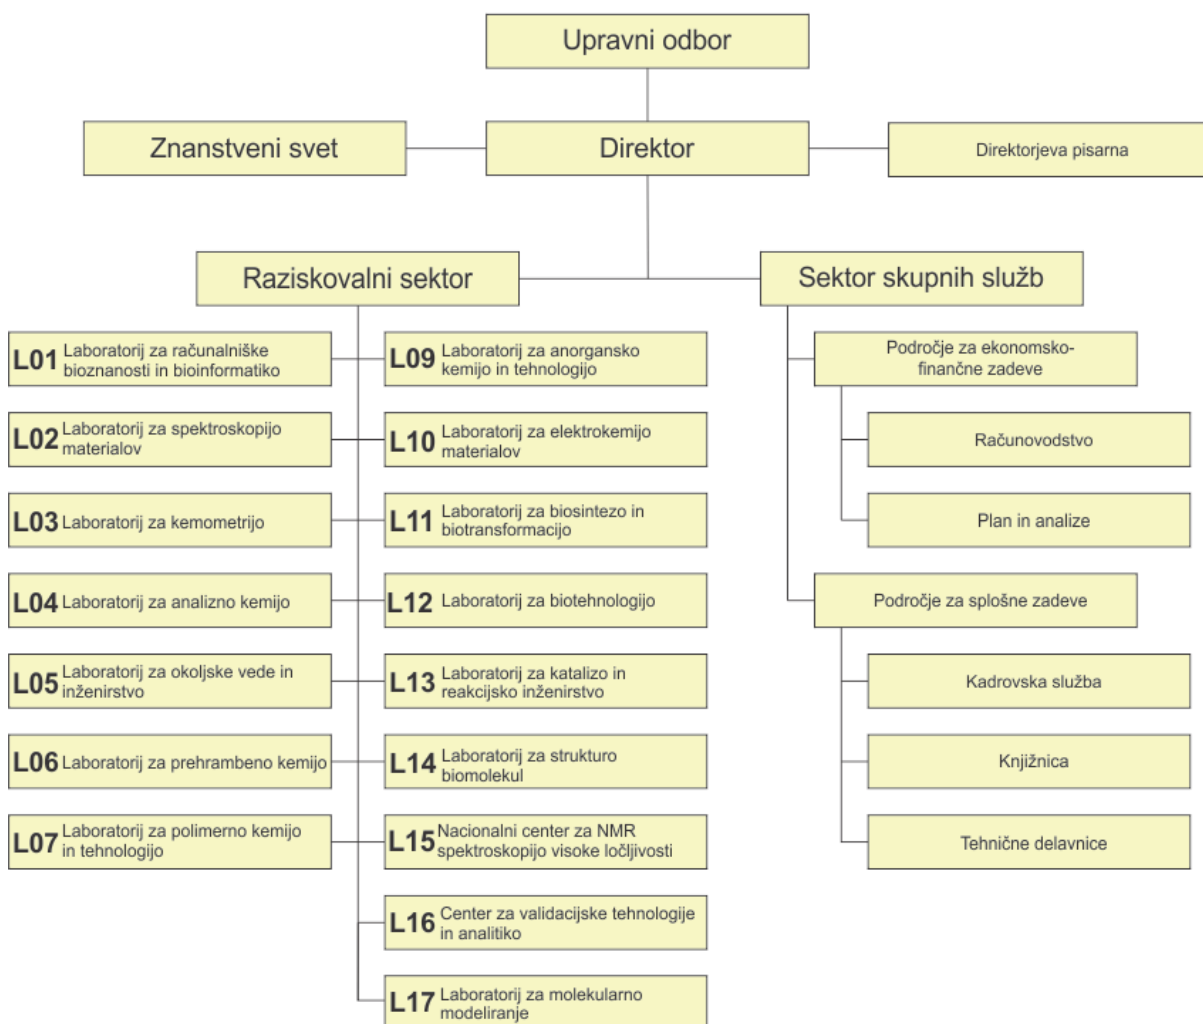 Upravni odbor
Znanstveni svet
Direktor
Direktorjeva pisarna
Raziskovalni sektor
Sektor skupnih služb
L01
Laboratorij za računalniške
bioznanosti in bioinformatiko
L02
Laboratorij za spektroskopijo
materialov
L03
Laboratorij za kemometrijo
L04
Laboratorij za analizno kemijo
L05
Laboratorij za okoljske vede in
inženirstvo
L06
Laboratorij za prehrambeno kemijo
L07
Laboratorij za polimerno kemijo
in tehnologijo
L09
Laboratorij za anorgansko
kemijo in tehnologijo
L10
Laboratorij za elektrokemijo
materialov
L11
Laboratorij za biosintezo in
biotransformacijo
L12
Laboratorij za biotehnologijo
L13
Laboratorij za katalizo in
reakcijsko inženirstvo
L14
Laboratorij za strukturo
biomolekul
L15
Nacionalni center za NMR
spektroskopijo visoke ločljivosti
L16
Center za validacijske tehnologije
in analitiko
L17
Laboratorij za molekularno
modeliranje
Področje za ekonomsko-
finančne zadeve
Računovodstvo
Plan in analize
Področje za splošne zadeve
Kadrovska služba
Knjižnica
Tehnične delavnice